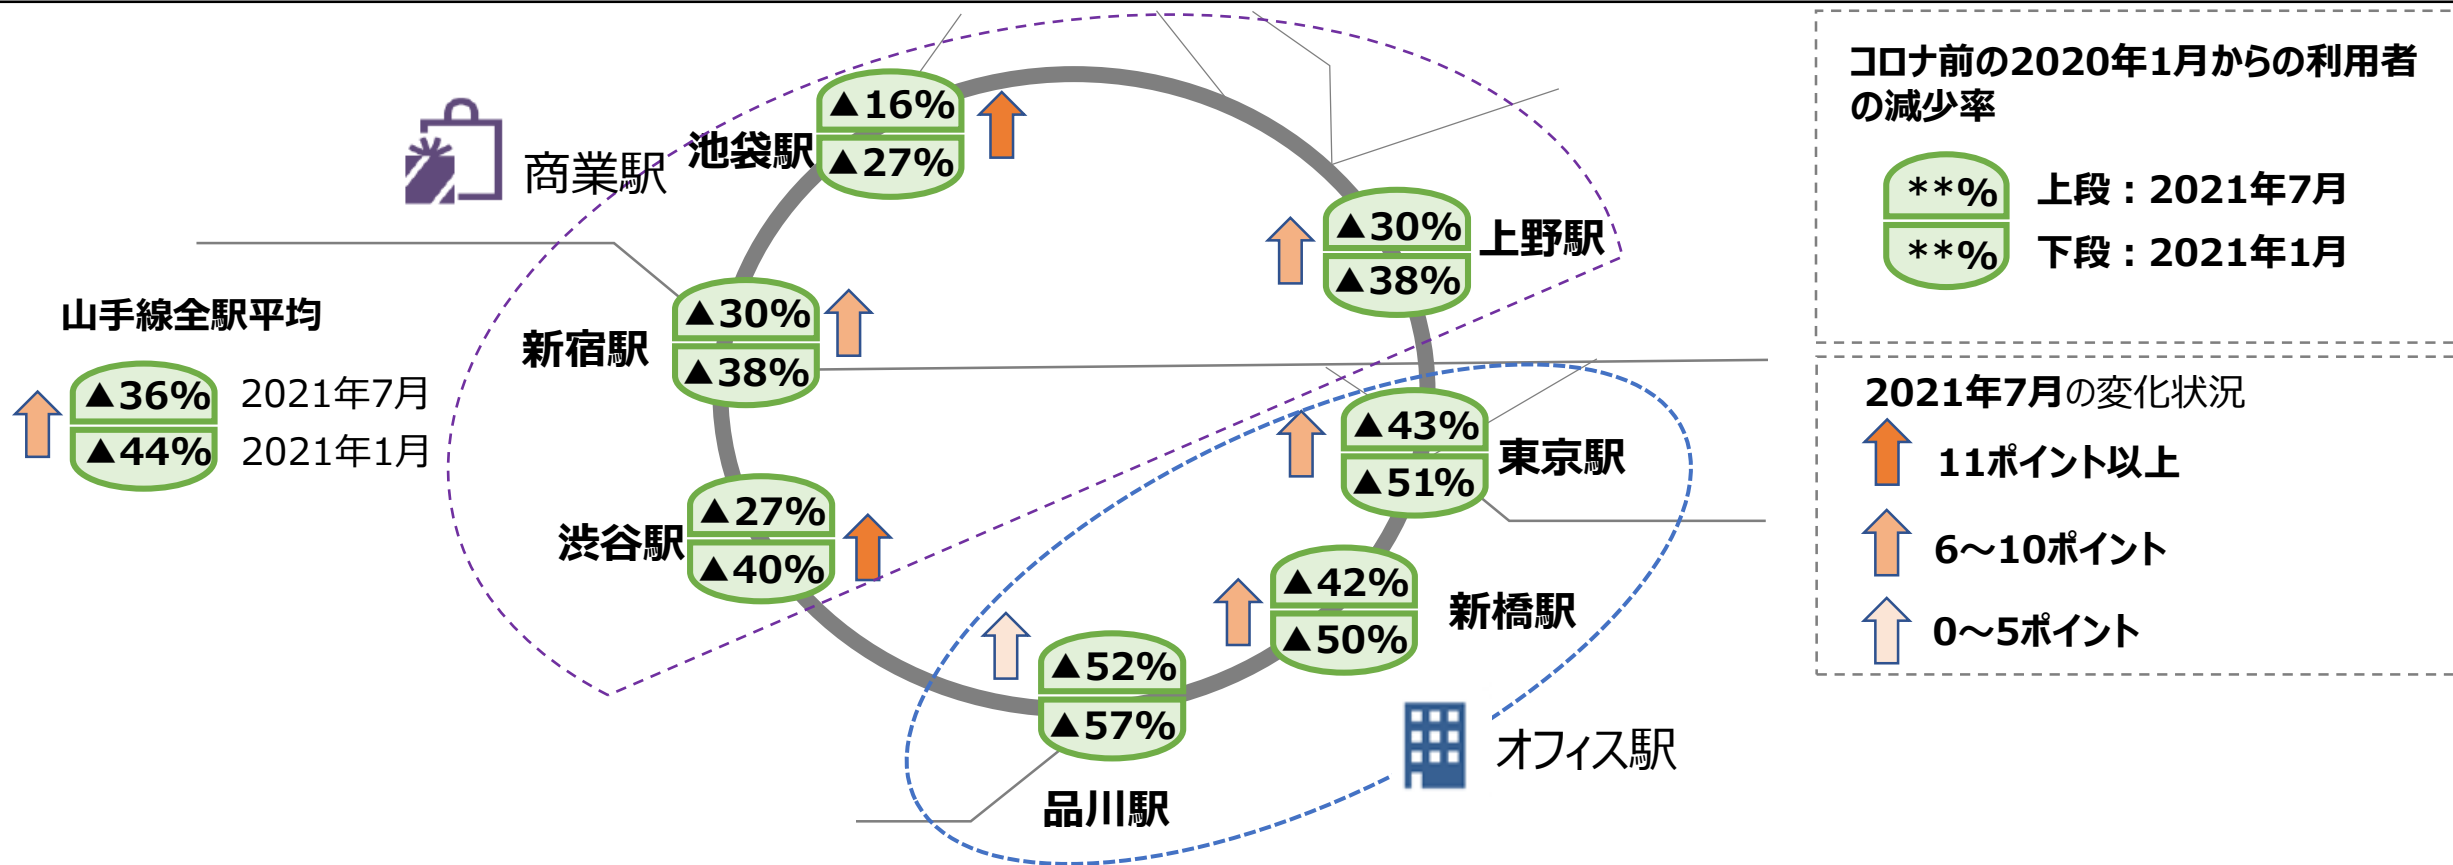 コロナ前の2020年1月からの利用者
の減少率
**%
上段：2021年7月
**%
下段：2021年1月
2021年7月の変化状況
11ポイント以上
6～10ポイント
0～5ポイント
商業駅
池袋駅
▲16%
▲27%
上野駅
▲30%
▲38%
新宿駅
▲30%
▲38%
山手線全駅平均
▲36%
2021年7月
▲44%
2021年1月
渋谷駅
▲27%
▲40%
東京駅
▲43%
▲51%
新橋駅
▲42%
▲50%
▲52%
▲57%
品川駅
オフィス駅